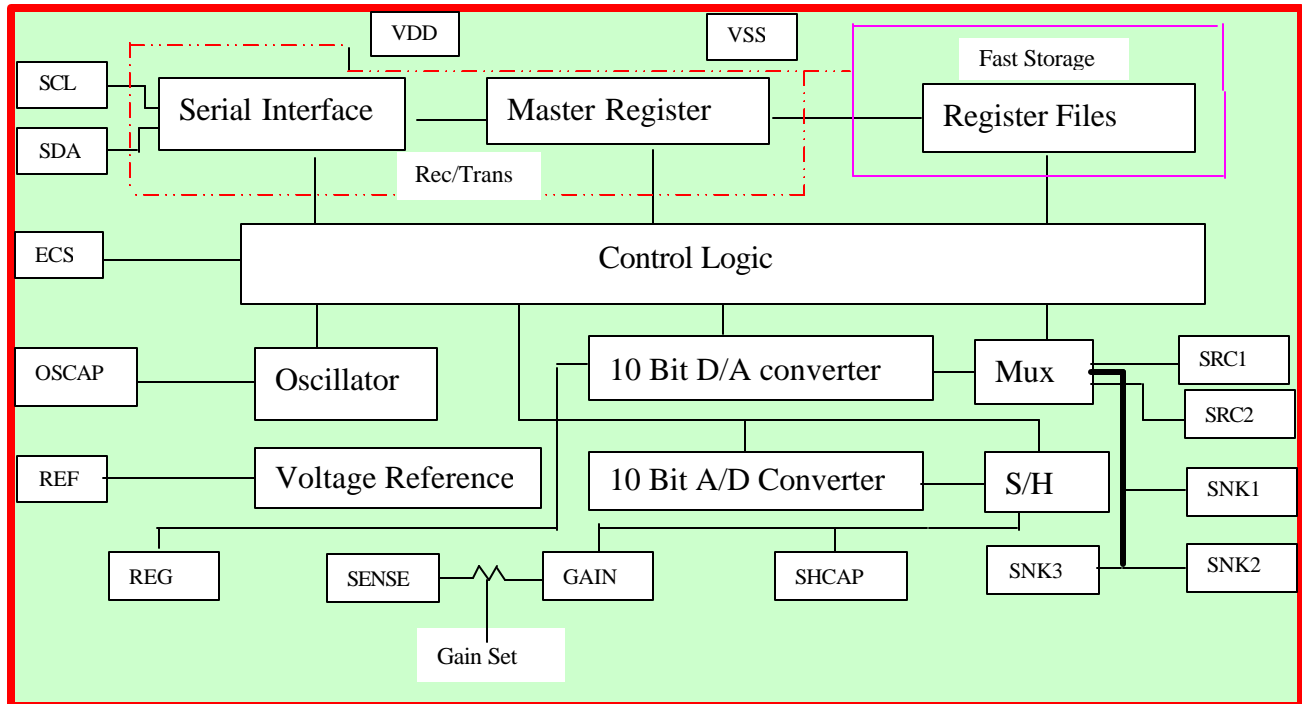 VDD
VSS
Fast Storage
SCL
Serial Interface
Master Register
Register Files
SDA
Rec/Trans
ECS
Control Logic
OSCAP
Oscillator
10 Bit D/A converter
Mux
SRC1
SRC2
REF
Voltage Reference
10 Bit A/D Converter
S/H
SNK1
REG
SENSE
GAIN
SHCAP
SNK3
SNK2
Gain Set